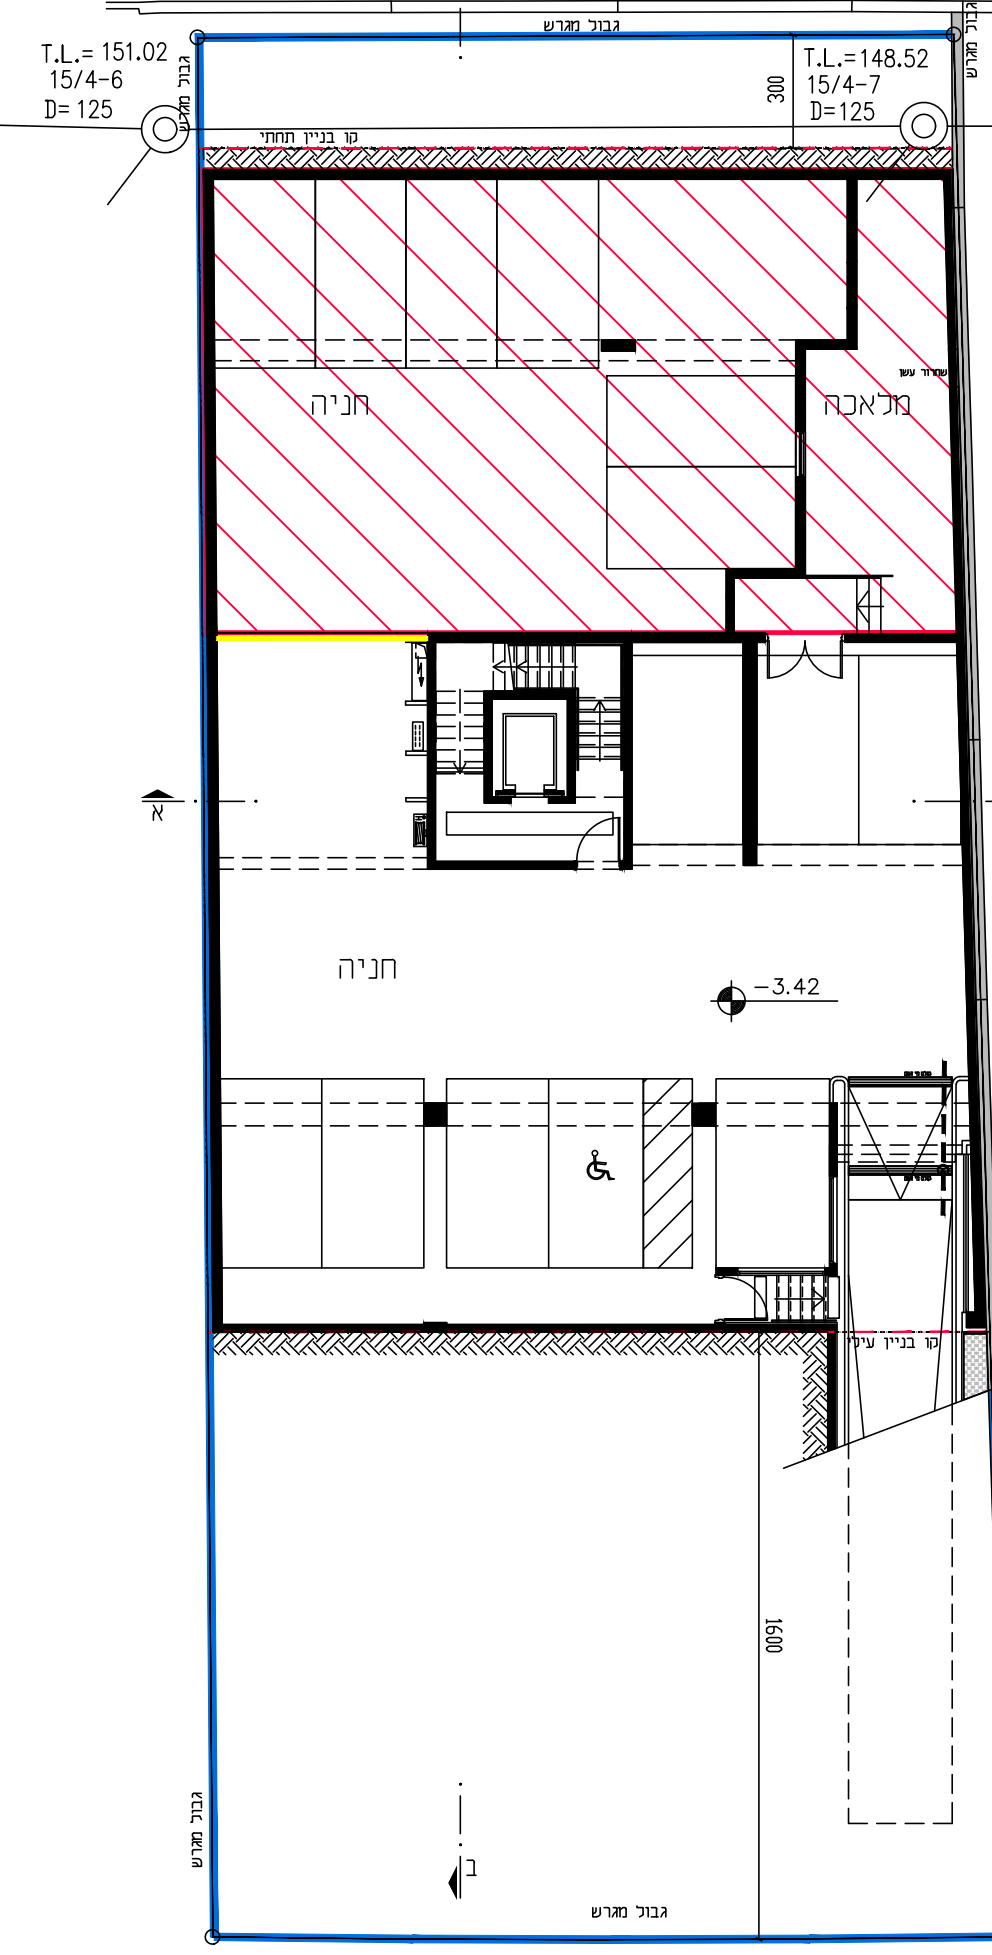 גבול מגרש
גבול מגרש
גבול מגרש
T.L.= 151.02
15/4-6
D= 125
T.L.=148.52
15/4-7
D=125
300
קו בניין תחתי
שחרור עשן
חניה
מלאכה
א
חניה
-3.42
קו בניין עילי
1600
גבול מגרש
ב
גבול מגרש